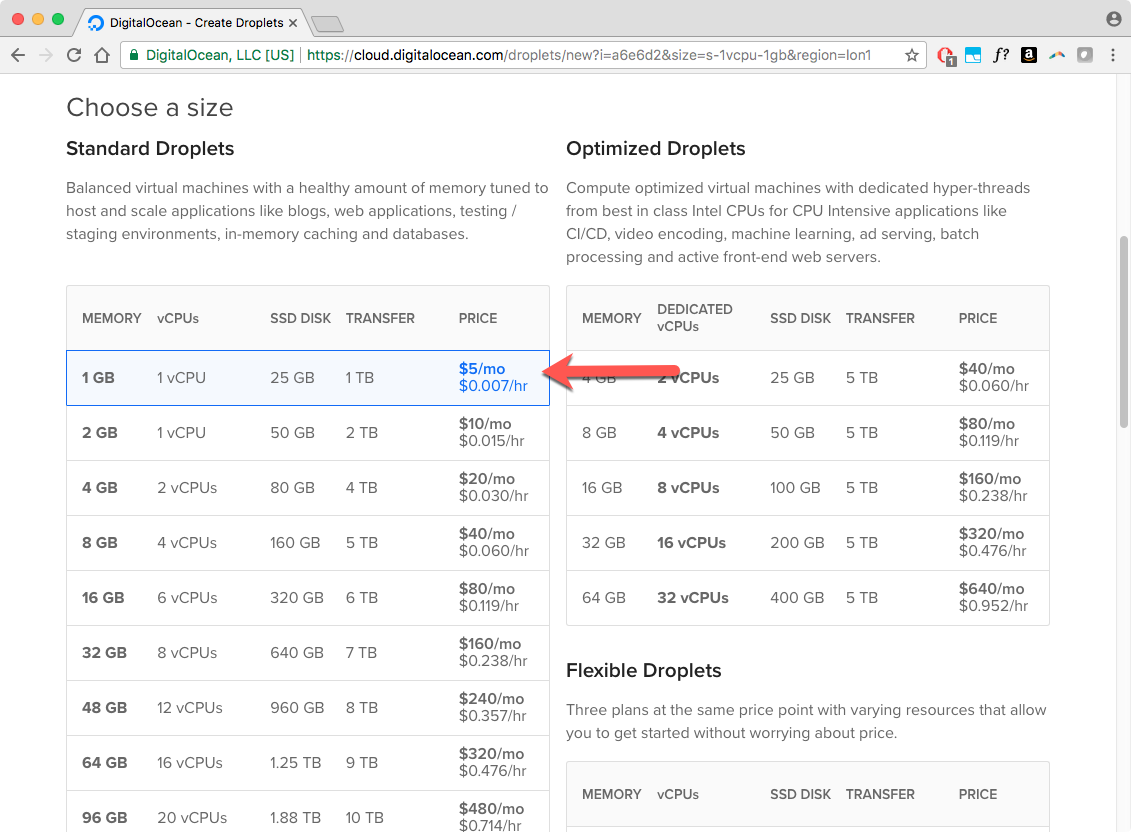 DigitalOcean - Create Droplets
DigitalOcean, LLC [US] https://cloud.digitalocean.com/droplets/new?i=a6e6d2&size=s-1vcpu-1gb&region=lon1
1
f?
a
Choose a size
Standard Droplets
Balanced virtual machines with a healthy amount of memory tuned to
host and scale applications like blogs, web applications, testing /
staging environments, in-memory caching and databases.
MEMORY vCPUs SSD DISK TRANSFER PRICE
1 GB 1 vCPU 25 GB 1 TB $5/mo
$0.007/hr
2 GB 1 vCPU 50 GB 2 TB $10/mo
$0.015/hr
4 GB 2 vCPUs 80 GB 4 TB $20/mo
$0.030/hr
8 GB 4 vCPUs 160 GB 5 TB $40/mo
$0.060/hr
16 GB 6 vCPUs 320 GB 6 TB $80/mo
$0.119/hr
32 GB 8 vCPUs 640 GB 7 TB $160/mo
$0.238/hr
48 GB 12 vCPUs 960 GB 8 TB $240/mo
$0.357/hr
64 GB 16 vCPUs 1.25 TB 9 TB $320/mo
$0.476/hr
96 GB 20 vCPUs 1.88 TB 10 TB $480/mo
$0.714/hr
Optimized Droplets
Compute optimized virtual machines with dedicated hyper-threads
from best in class Intel CPUs for CPU Intensive applications like
CI/CD, video encoding, machine learning, ad serving, batch
processing and active front-end web servers.
MEMORY DEDICATED
vCPUs SSD DISK TRANSFER PRICE
4 GB 2 vCPUs 25 GB 5 TB $40/mo
$0.060/hr
8 GB 4 vCPUs 50 GB 5 TB $80/mo
$0.119/hr
16 GB 8 vCPUs 100 GB 5 TB $160/mo
$0.238/hr
32 GB 16 vCPUs 200 GB 5 TB $320/mo
$0.476/hr
64 GB 32 vCPUs 400 GB 5 TB $640/mo
$0.952/hr
Flexible Droplets
Three plans at the same price point with varying resources that allow
you to get started without worrying about price.
MEMORY vCPUs SSD DISK TRANSFER PRICE